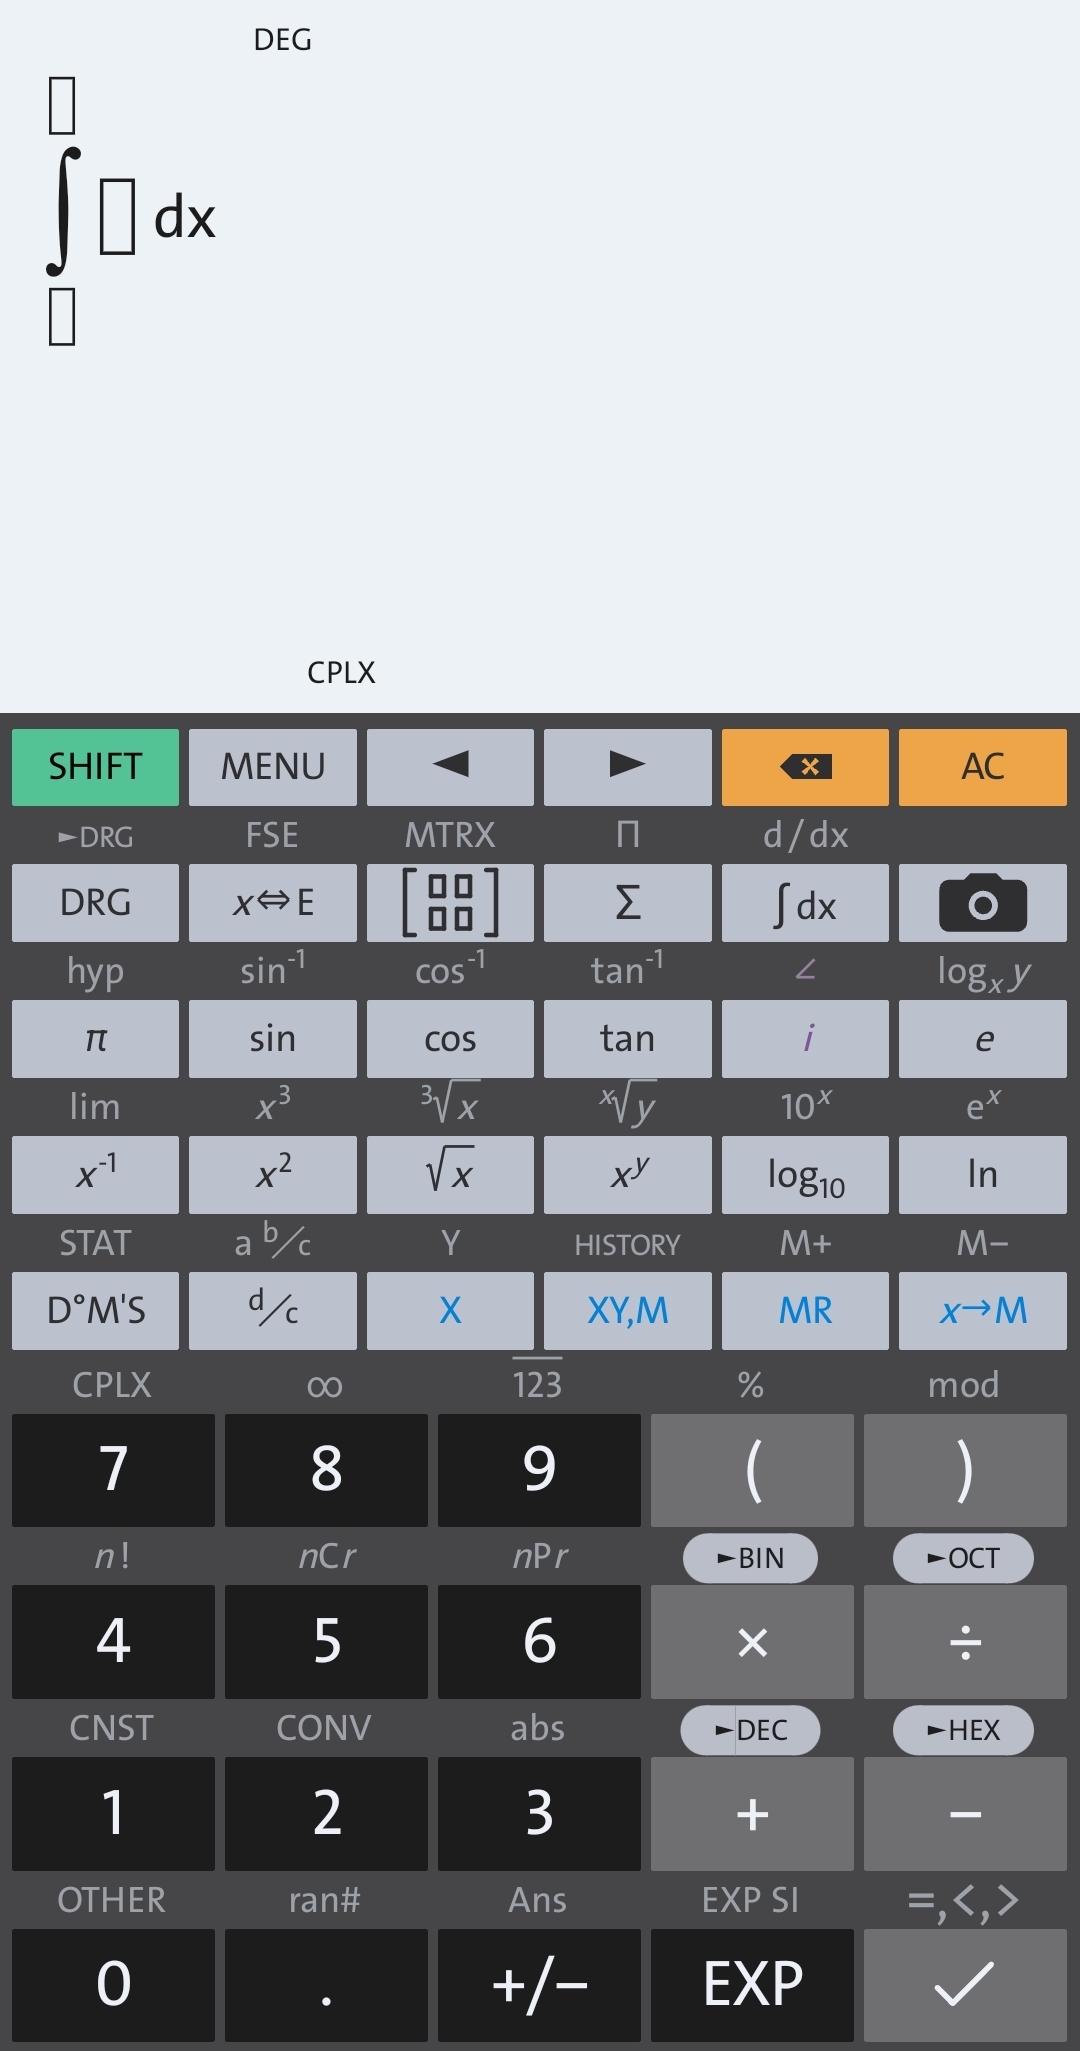 DEG
∫ dx
CPLX
SHIFT MENU ◄ ► AC
►DRG FSE MTRX Π d/dx
DRG x⇔E Σ ∫dx
hyp sin⁻¹ cos⁻¹ tan⁻¹ ∠ logₓy
π sin cos tan i e
lim x³ ³√x ˣ√y 10ˣ eˣ
x⁻¹ x² √x xʸ log₁₀ ln
STAT a b/c Y HISTORY M+ M−
D°M'S d/c X XY,M MR x→M
CPLX ∞ 1̅2̅3̅ % mod
7 8 9 ( )
n! nCr nPr ►BIN ►OCT
4 5 6 × ÷
CNST CONV abs ►DEC ►HEX
1 2 3 + −
OTHER ran# Ans EXP SI =,<,>
0 . +/− EXP ✓